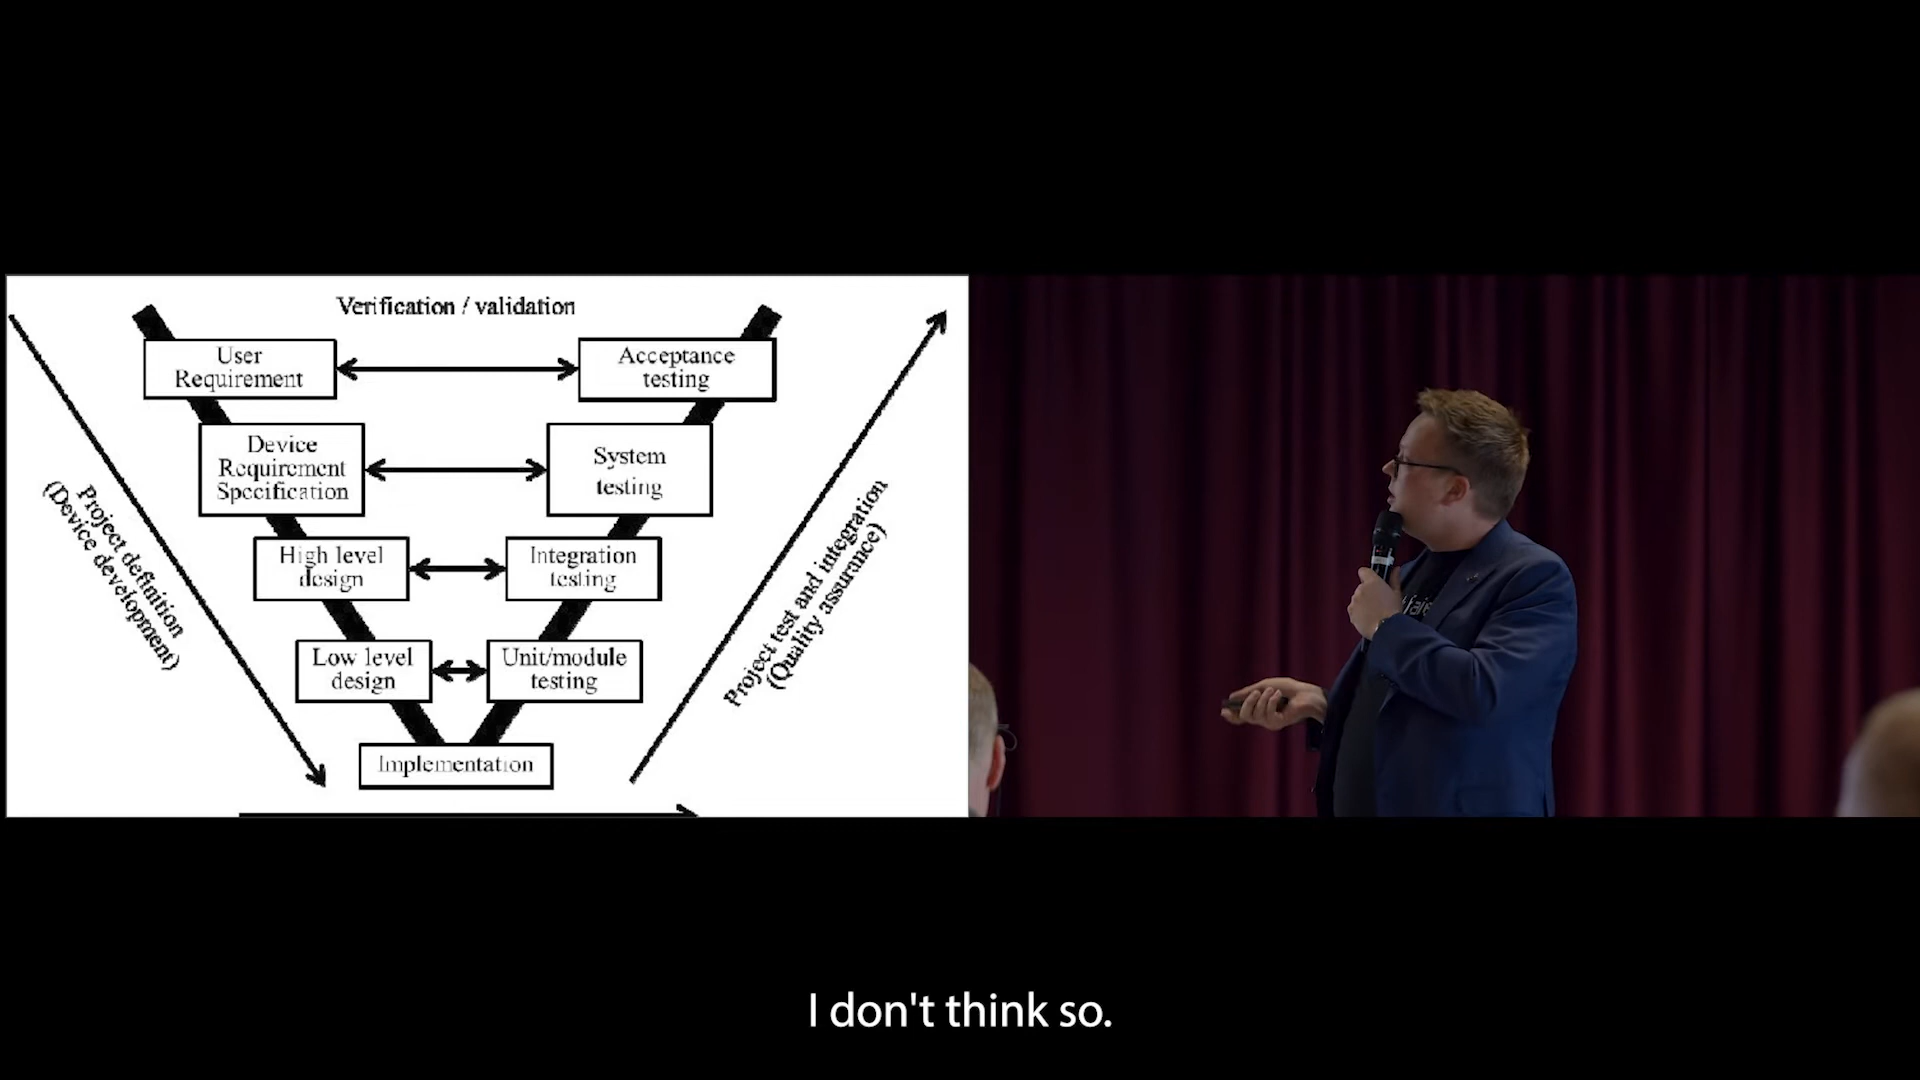 Verification / validation
User
Requirement
Acceptance
testing
Device
Requirement
Specification
System
testing
High level
design
Integration
testing
Low level
design
Unit/module
testing
Implementation
Project definition
(Device development)
Project test and integration
(Quality assurance)
I don't think so.